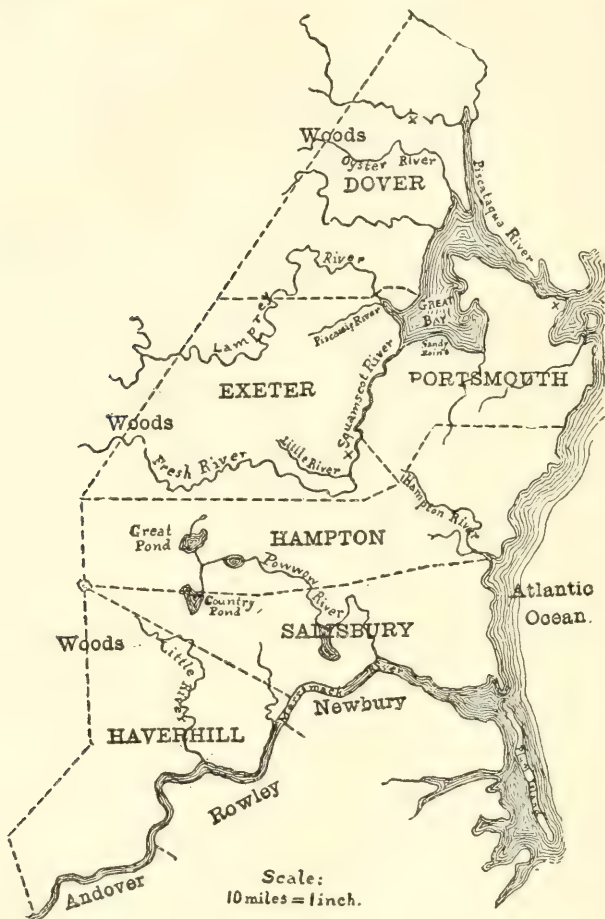 Woods
Oyster River
DOVER
Piscataqua River
River
Lamprey
Piscassic River
GREAT
BAY
Sandy
Point
PORTSMOUTH
EXETER
Squamscot River
Woods
Fresh River
Little River
Hampton River
Great
Pond
HAMPTON
Powwow
River
Country
Pond
Atlantic
Ocean.
SALISBURY
Woods
Little
River
Merrimack River
Newbury
HAVERHILL
Rowley
Andover
Scale:
10 miles = 1 inch.